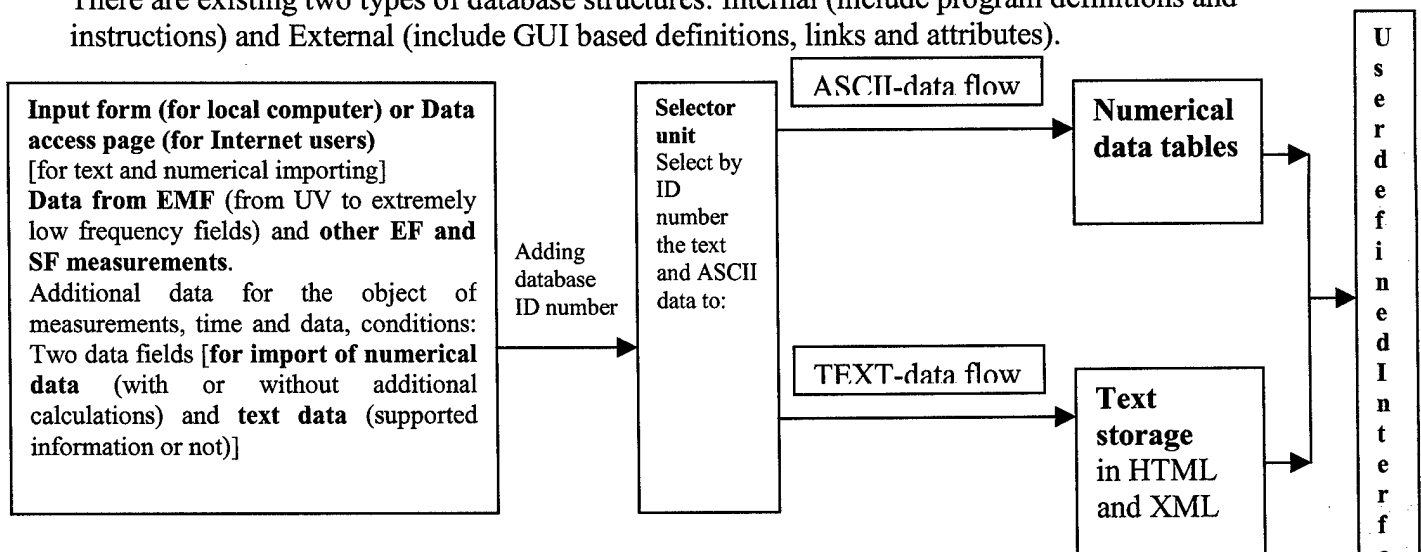 There are existing two types of database structures: Internal (include program definitions and
instructions) and External (include GUI based definitions, links and attributes).
Input form (for local computer) or Data
access page (for Internet users)
[for text and numerical importing]
Data from EMF (from UV to extremely
low frequency fields) and other EF and
SF measurements.
Additional data for the object of
measurements, time and data, conditions:
Two data fields [for import of numerical
data (with or without additional
calculations) and text data (supported
information or not)]
Adding
database
ID number
Selector
unit
Select by
ID
number
the text
and ASCII
data to:
ASCII-data flow
Numerical
data tables
TEXT-data flow
Text
storage
in HTML
and XML
U
s
e
r
d
e
f
i
n
e
d
I
n
t
e
r
f